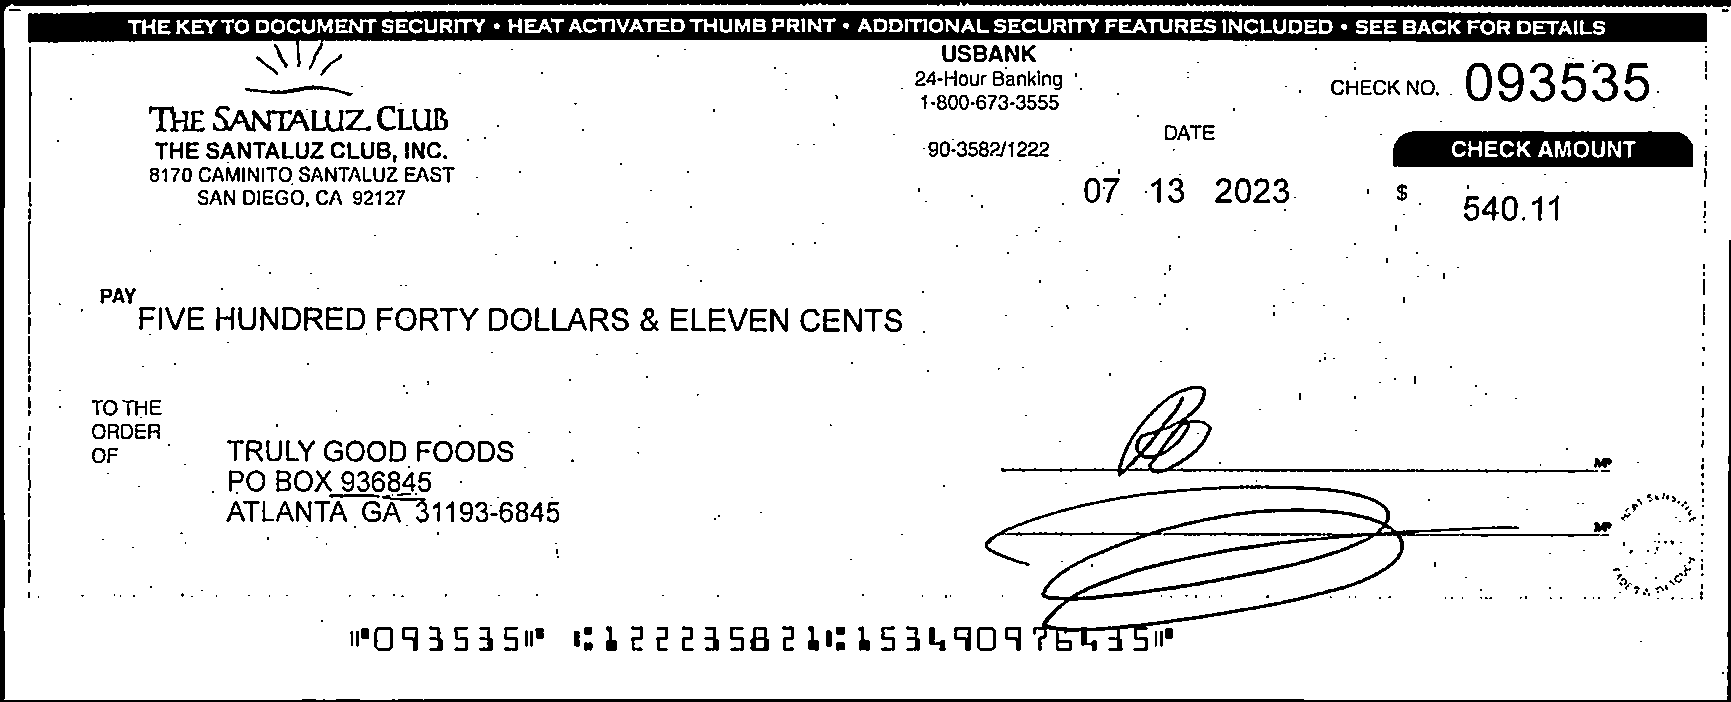 THE KEY TO DOCUMENT SECURITY • HEAT ACTIVATED THUMB PRINT • ADDITIONAL SECURITY FEATURES INCLUDED • SEE BACK FOR DETAILS
THE SANTALUZ CLUB
THE SANTALUZ CLUB, INC.
8170 CAMINITO SANTALUZ EAST
SAN DIEGO, CA 92127
USBANK
24-Hour Banking
1-800-673-3555
90-3582/1222
CHECK NO. 093535
DATE
07 13 2023
CHECK AMOUNT
$ 540.11
PAY
FIVE HUNDRED FORTY DOLLARS & ELEVEN CENTS
TO THE
ORDER
OF
TRULY GOOD FOODS
PO BOX 936845
ATLANTA GA 31193-6845
MP
MP
⑈093535⑈ ⑆122235821⑆153490976435⑈